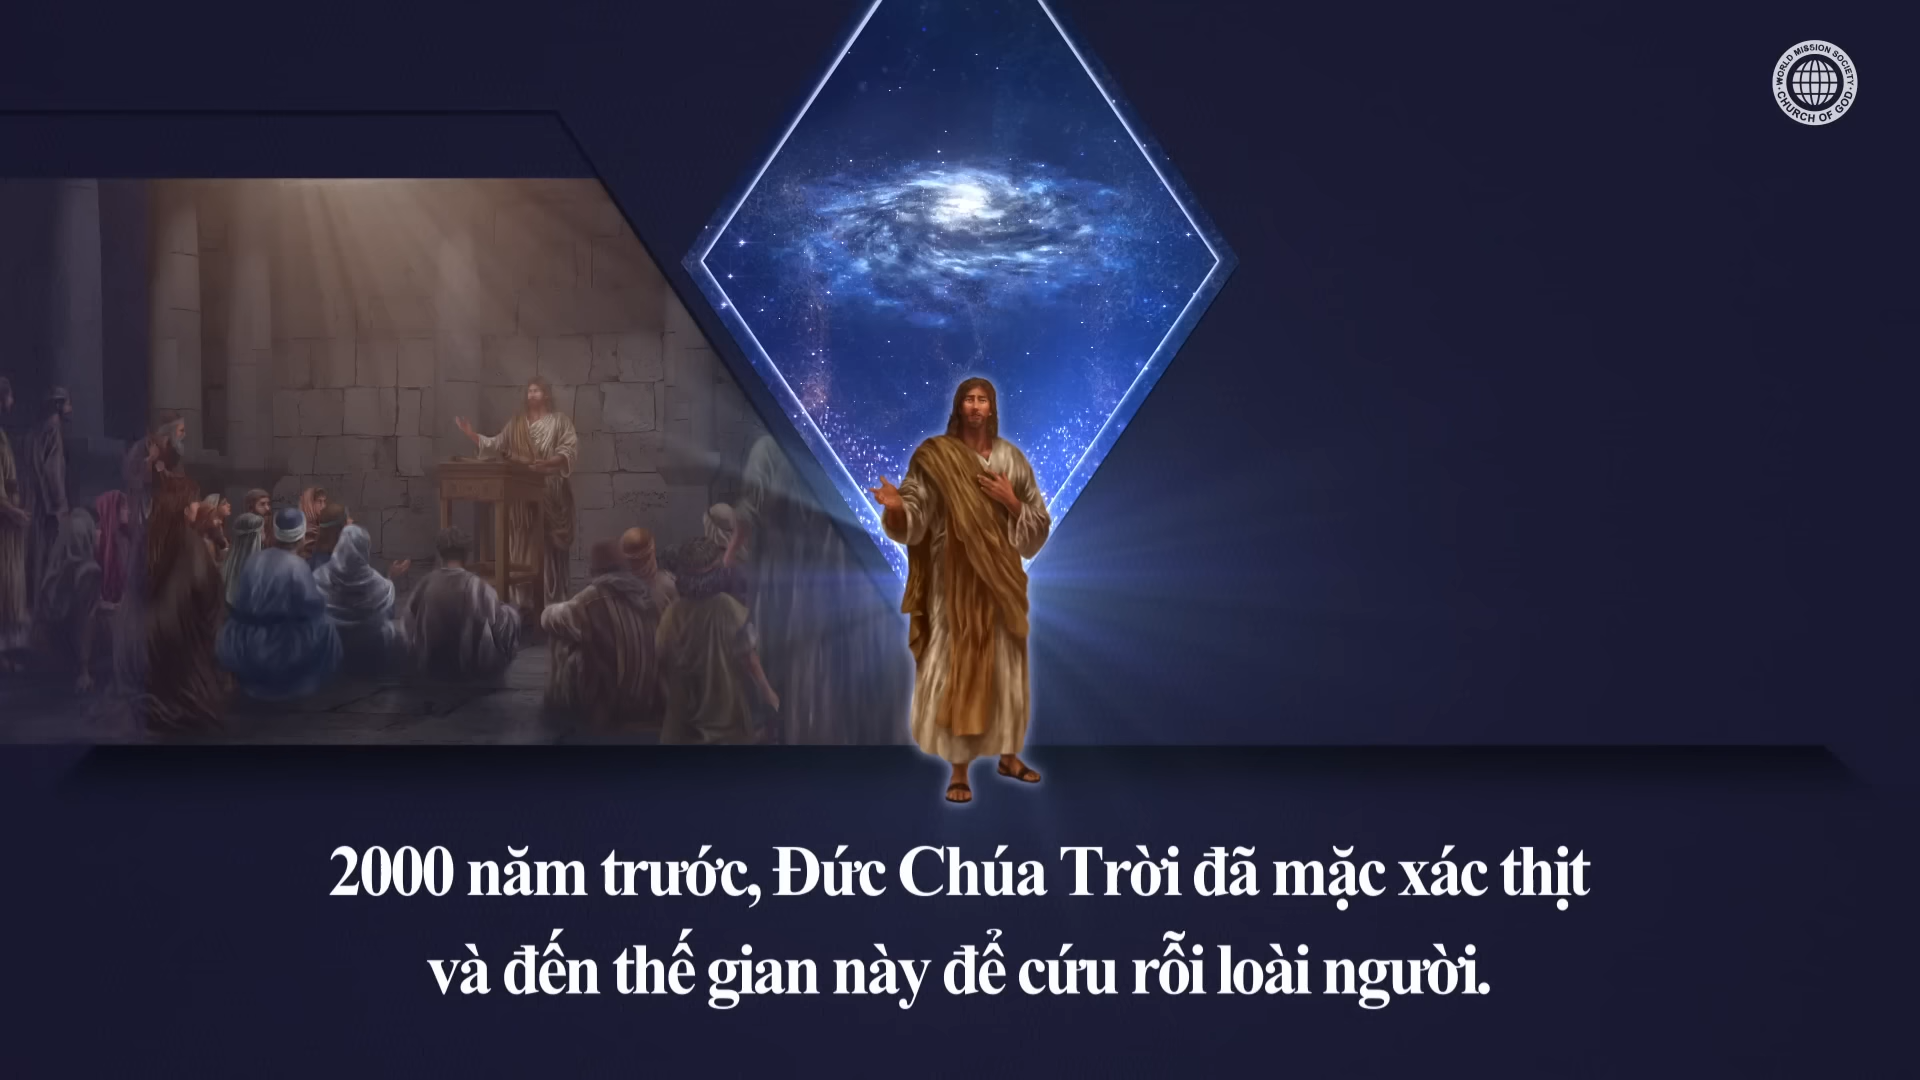 WORLD MISSION SOCIETY
CHURCH OF GOD
2000 năm trước, Đức Chúa Trời đã mặc xác thịt
và đến thế gian này để cứu rỗi loài người.